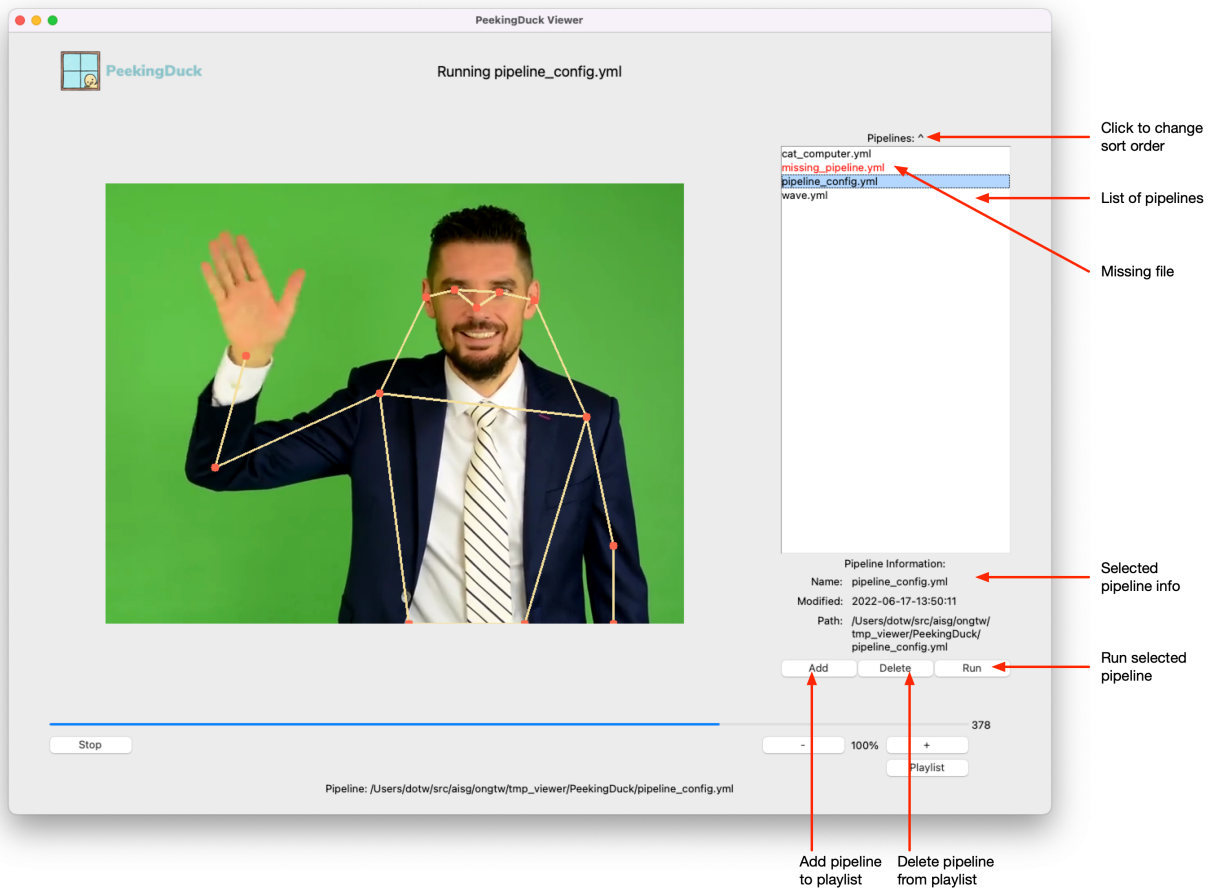 PeekingDuck Viewer
PeekingDuck
Running pipeline_config.yml
Pipelines: ^
Click to change
sort order
cat_computer.yml
missing_pipeline.yml
pipeline_config.yml
wave.yml
List of pipelines
Missing file
Pipeline Information:
Name: pipeline_config.yml
Modified: 2022-06-17-13:50:11
Path: /Users/dotw/src/aisg/ongtw/
tmp_viewer/PeekingDuck/
pipeline_config.yml
Selected
pipeline info
Add Delete Run
Run selected
pipeline
378
Stop - 100% +
Playlist
Pipeline: /Users/dotw/src/aisg/ongtw/tmp_viewer/PeekingDuck/pipeline_config.yml
Add pipeline
to playlist
Delete pipeline
from playlist